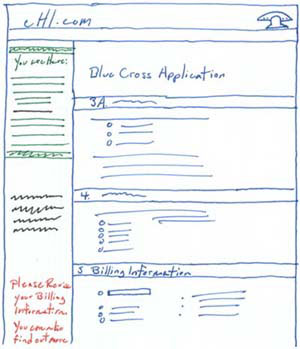 eHI.com
You are Here:
Blue Cross Application
3A.
4.
5 Billing Information
Please Revise
your Billing
Information.
You can also
find out more